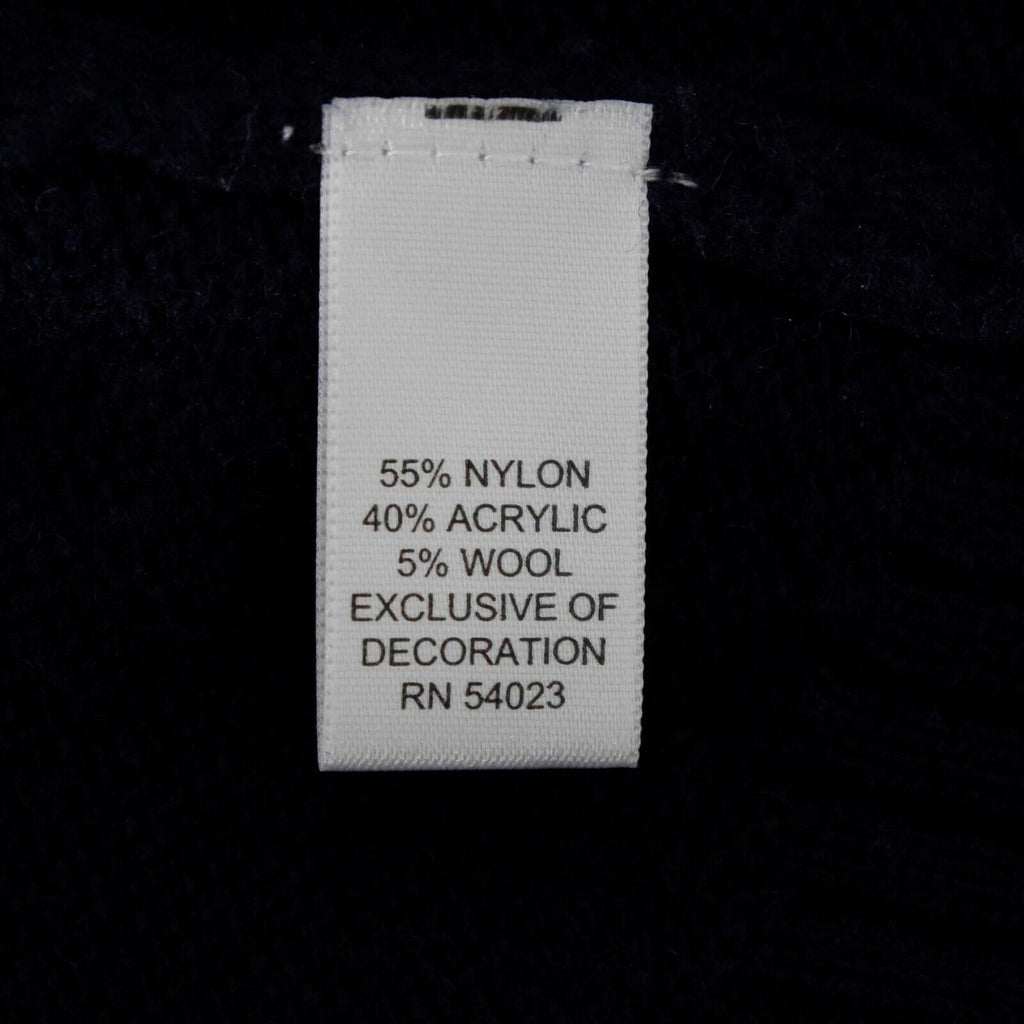 55% NYLON
40% ACRYLIC
5% WOOL
EXCLUSIVE OF
DECORATION
RN 54023